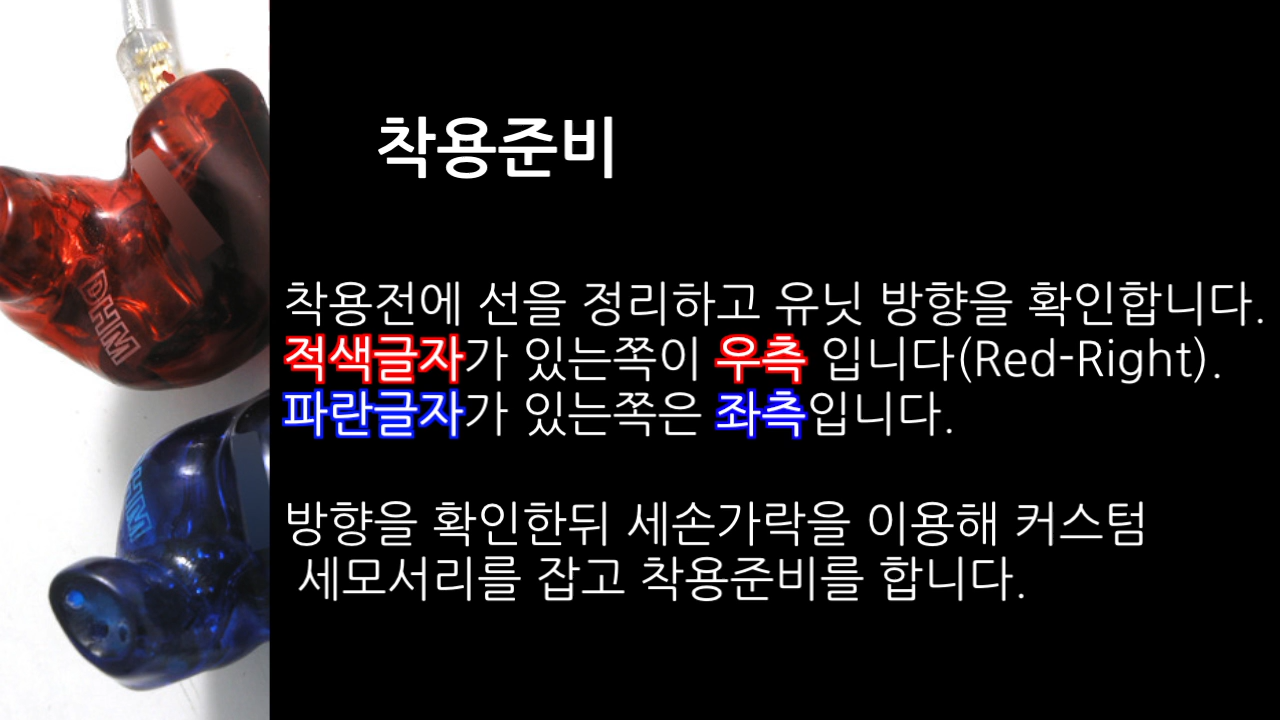 착용준비
착용전에 선을 정리하고 유닛 방향을 확인합니다.
적색글자가 있는쪽이 우측 입니다(Red-Right).
파란글자가 있는쪽은 좌측입니다.
방향을 확인한뒤 세손가락을 이용해 커스텀
세모서리를 잡고 착용준비를 합니다.
DHM
HM